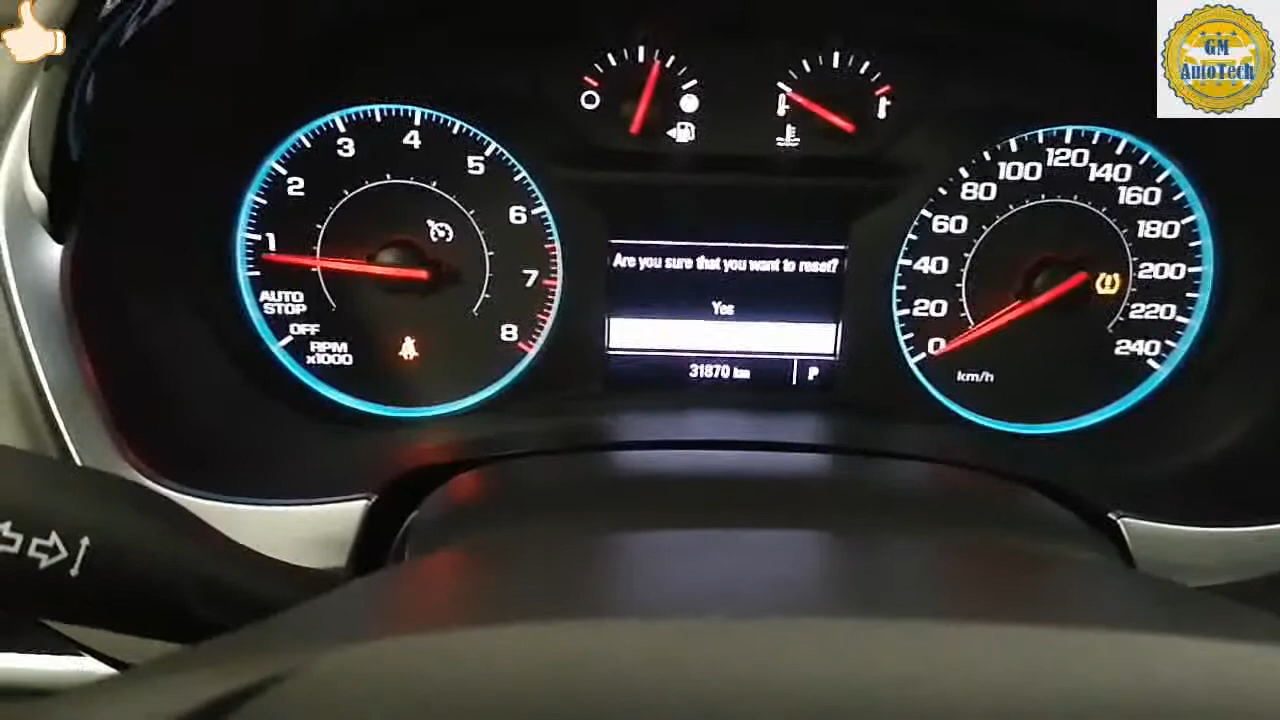 GM
AutoTech
1
2
3
4
5
6
7
8
AUTO
STOP
OFF
RPM
x1000
Are you sure that you want to reset?
Yes
31870 km
P
0
20
40
60
80
100
120
140
160
180
200
220
240
km/h